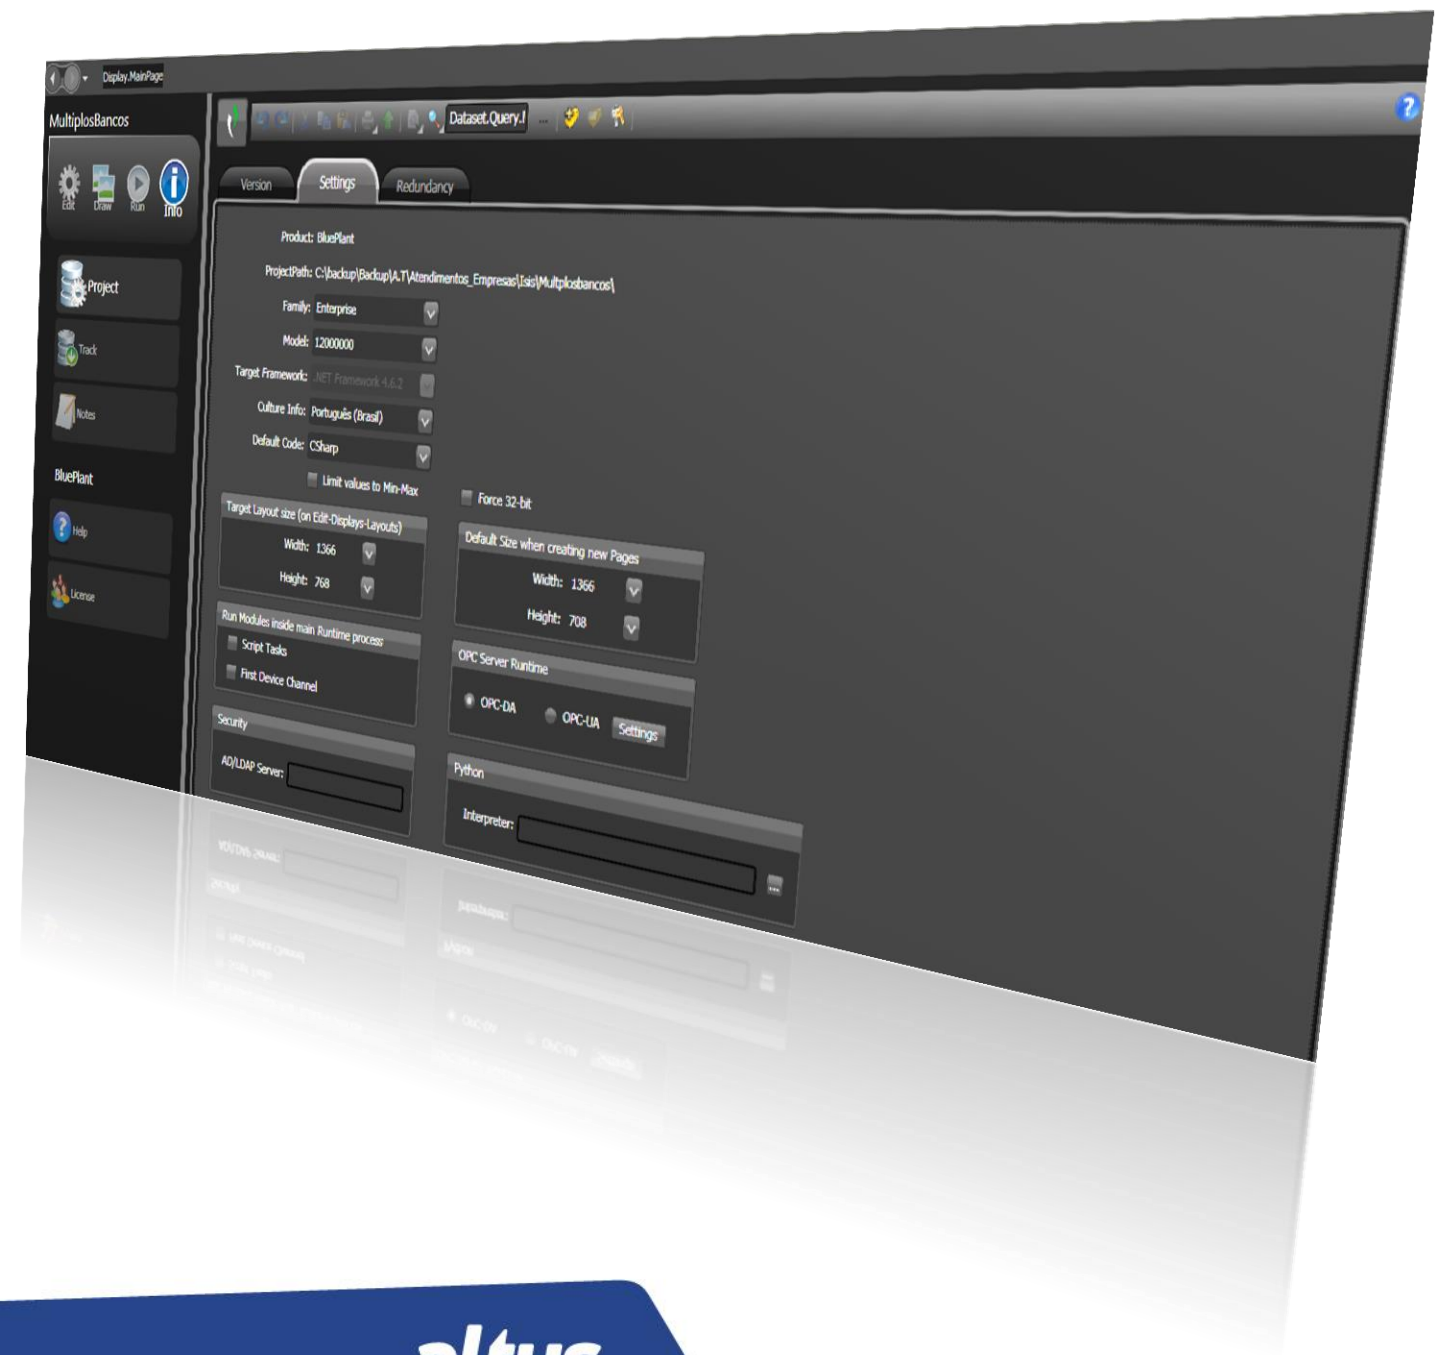 Display.MainPage
MultiplosBancos
Dataset.Query.!
Edit Draw Run Info
Version Settings Redundancy
Product: BluePlant
ProjectPath: C:\backup\Backup\A.T\Atendimentos_Empresas\Isis\Multplosbancos\
Family: Enterprise
Model: 12000000
Target Framework: .NET Framework 4.6.2
Culture Info: Português (Brasil)
Default Code: CSharp
Limit values to Min-Max
Force 32-bit
Project
Track
Notes
BluePlant
Help
License
Target Layout size (on Edit-Displays-Layouts)
Width: 1366
Height: 768
Default Size when creating new Pages
Width: 1366
Height: 708
Run Modules inside main Runtime process
Script Tasks
First Device Channel
OPC Server Runtime
OPC-DA OPC-UA Settings
Security
AD/LDAP Server:
Python
Interpreter:
...
altus